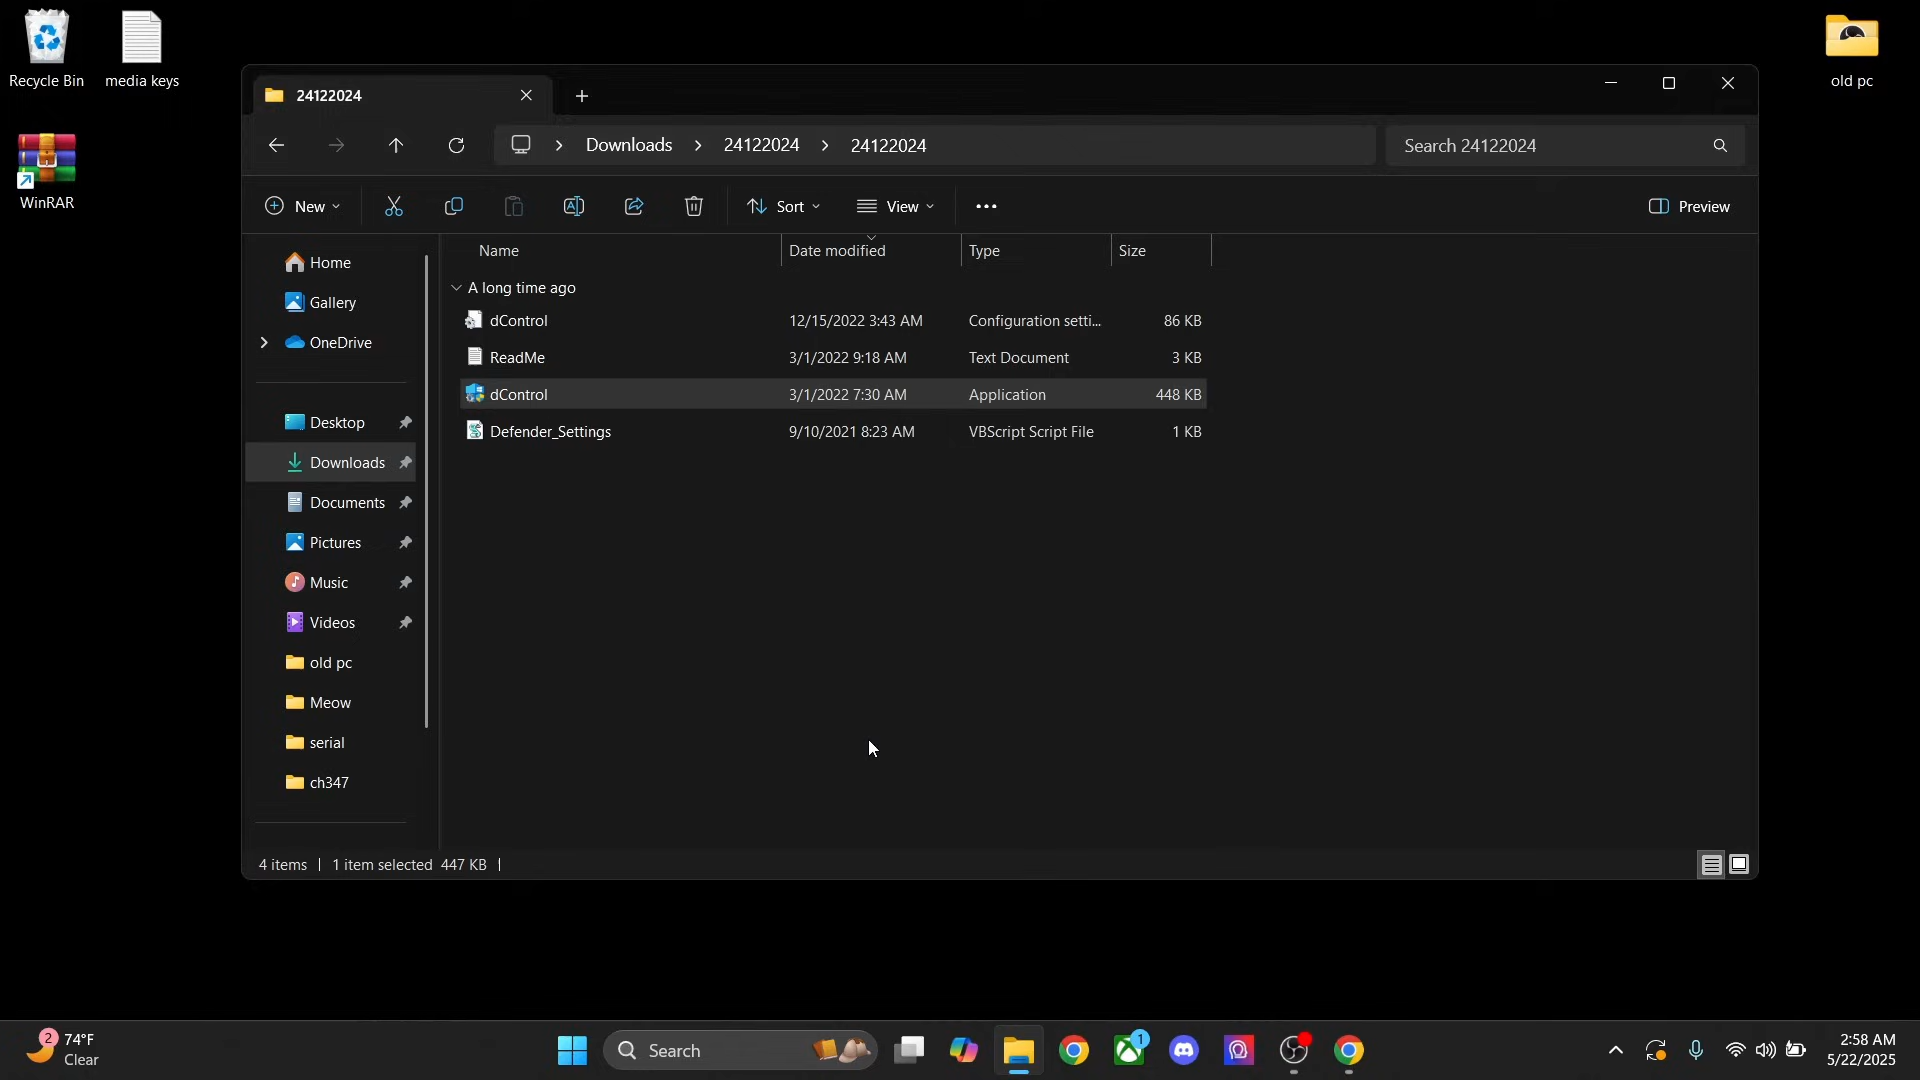 Recycle Bin
media keys
WinRAR
old pc
24122024
Downloads
24122024
24122024
Search 24122024
New
Sort
View
Preview
Name
Date modified
Type
Size
A long time ago
dControl
12/15/2022 3:43 AM
Configuration setti...
86 KB
ReadMe
3/1/2022 9:18 AM
Text Document
3 KB
dControl
3/1/2022 7:30 AM
Application
448 KB
Defender_Settings
9/10/2021 8:23 AM
VBScript Script File
1 KB
Home
Gallery
OneDrive
Desktop
Downloads
Documents
Pictures
Music
Videos
old pc
Meow
serial
ch347
4 items
1 item selected 447 KB
2
74°F
Clear
Search
1
2:58 AM
5/22/2025